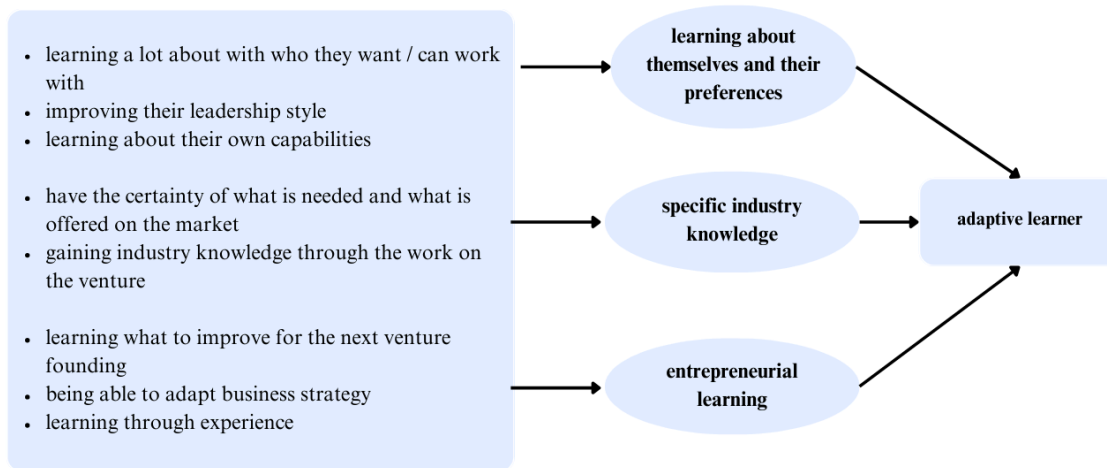 • learning a lot about with who they want / can work
with
• improving their leadership style
• learning about their own capabilities
• have the certainty of what is needed and what is
offered on the market
• gaining industry knowledge through the work on
the venture
• learning what to improve for the next venture
founding
• being able to adapt business strategy
• learning through experience
learning about
themselves and their
preferences
specific industry
knowledge
entrepreneurial
learning
adaptive learner